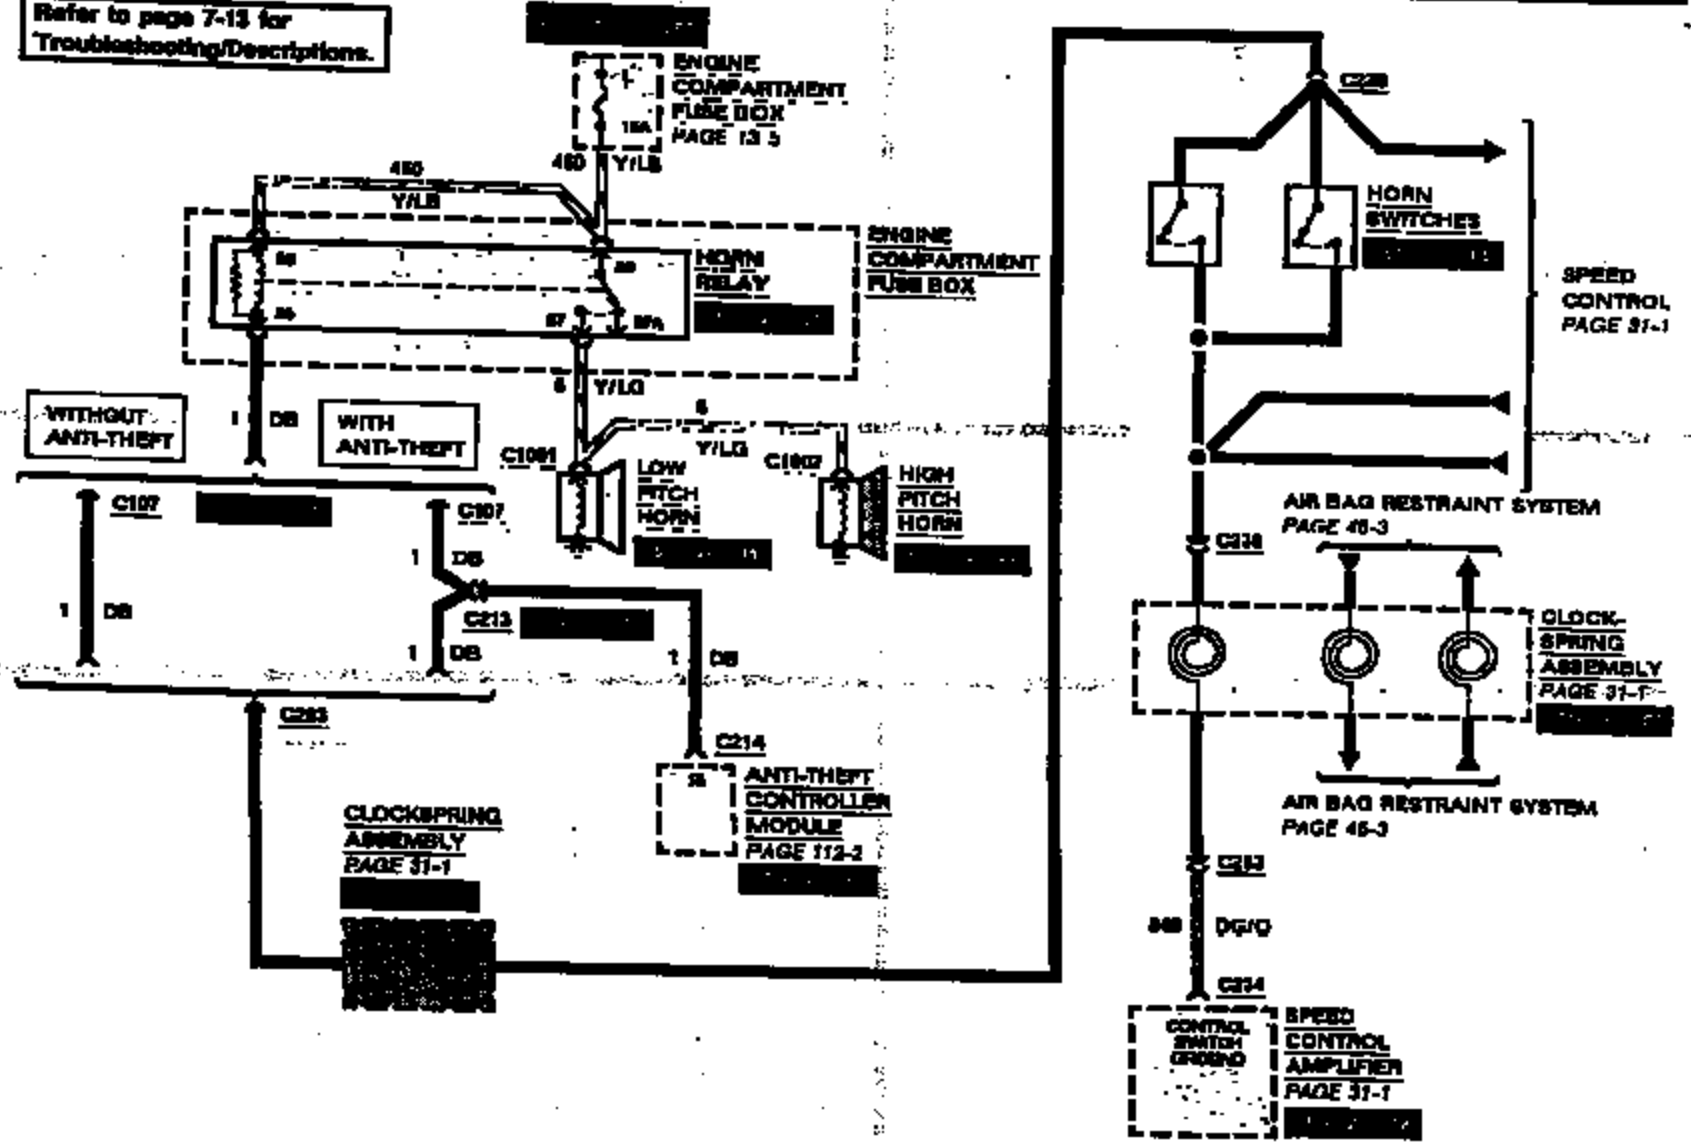 Refer to page 7-13 for
Troubleshooting/Descriptions.
ENGINE
COMPARTMENT
FUSE BOX
PAGE 13-5
15A
460 Y/LB
460
Y/LB
HORN
RELAY
ENGINE
COMPARTMENT
FUSE BOX
87
87A
6 Y/LG
6
Y/LG
WITHOUT
ANTI-THEFT
1 DB
WITH
ANTI-THEFT
C107
C107
1 DB
1 DB
C213
1 DB
1 DB
C1001
LOW
PITCH
HORN
C1002
HIGH
PITCH
HORN
C203
C214
ANTI-THEFT
CONTROLLER
MODULE
PAGE 112-2
CLOCKSPRING
ASSEMBLY
PAGE 31-1
HORN
SWITCHES
SPEED
CONTROL
PAGE 31-1
AIR BAG RESTRAINT SYSTEM
PAGE 46-3
CLOCK-
SPRING
ASSEMBLY
PAGE 31-1
AIR BAG RESTRAINT SYSTEM
PAGE 46-3
C203
DG/O
C234
CONTROL
SWITCH
GROUND
SPEED
CONTROL
AMPLIFIER
PAGE 31-1